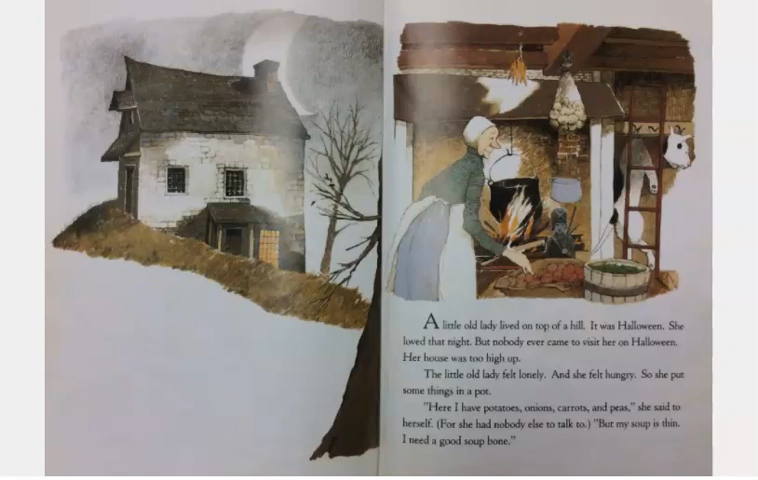 A little old lady lived on top of a hill. It was Halloween. She
loved that night. But nobody ever came to visit her on Halloween.
Her house was too high up.
The little old lady felt lonely. And she felt hungry. So she put
some things in a pot.
"Here I have potatoes, onions, carrots, and peas," she said to
herself. (For she had nobody else to talk to.) "But my soup is thin.
I need a good soup bone."